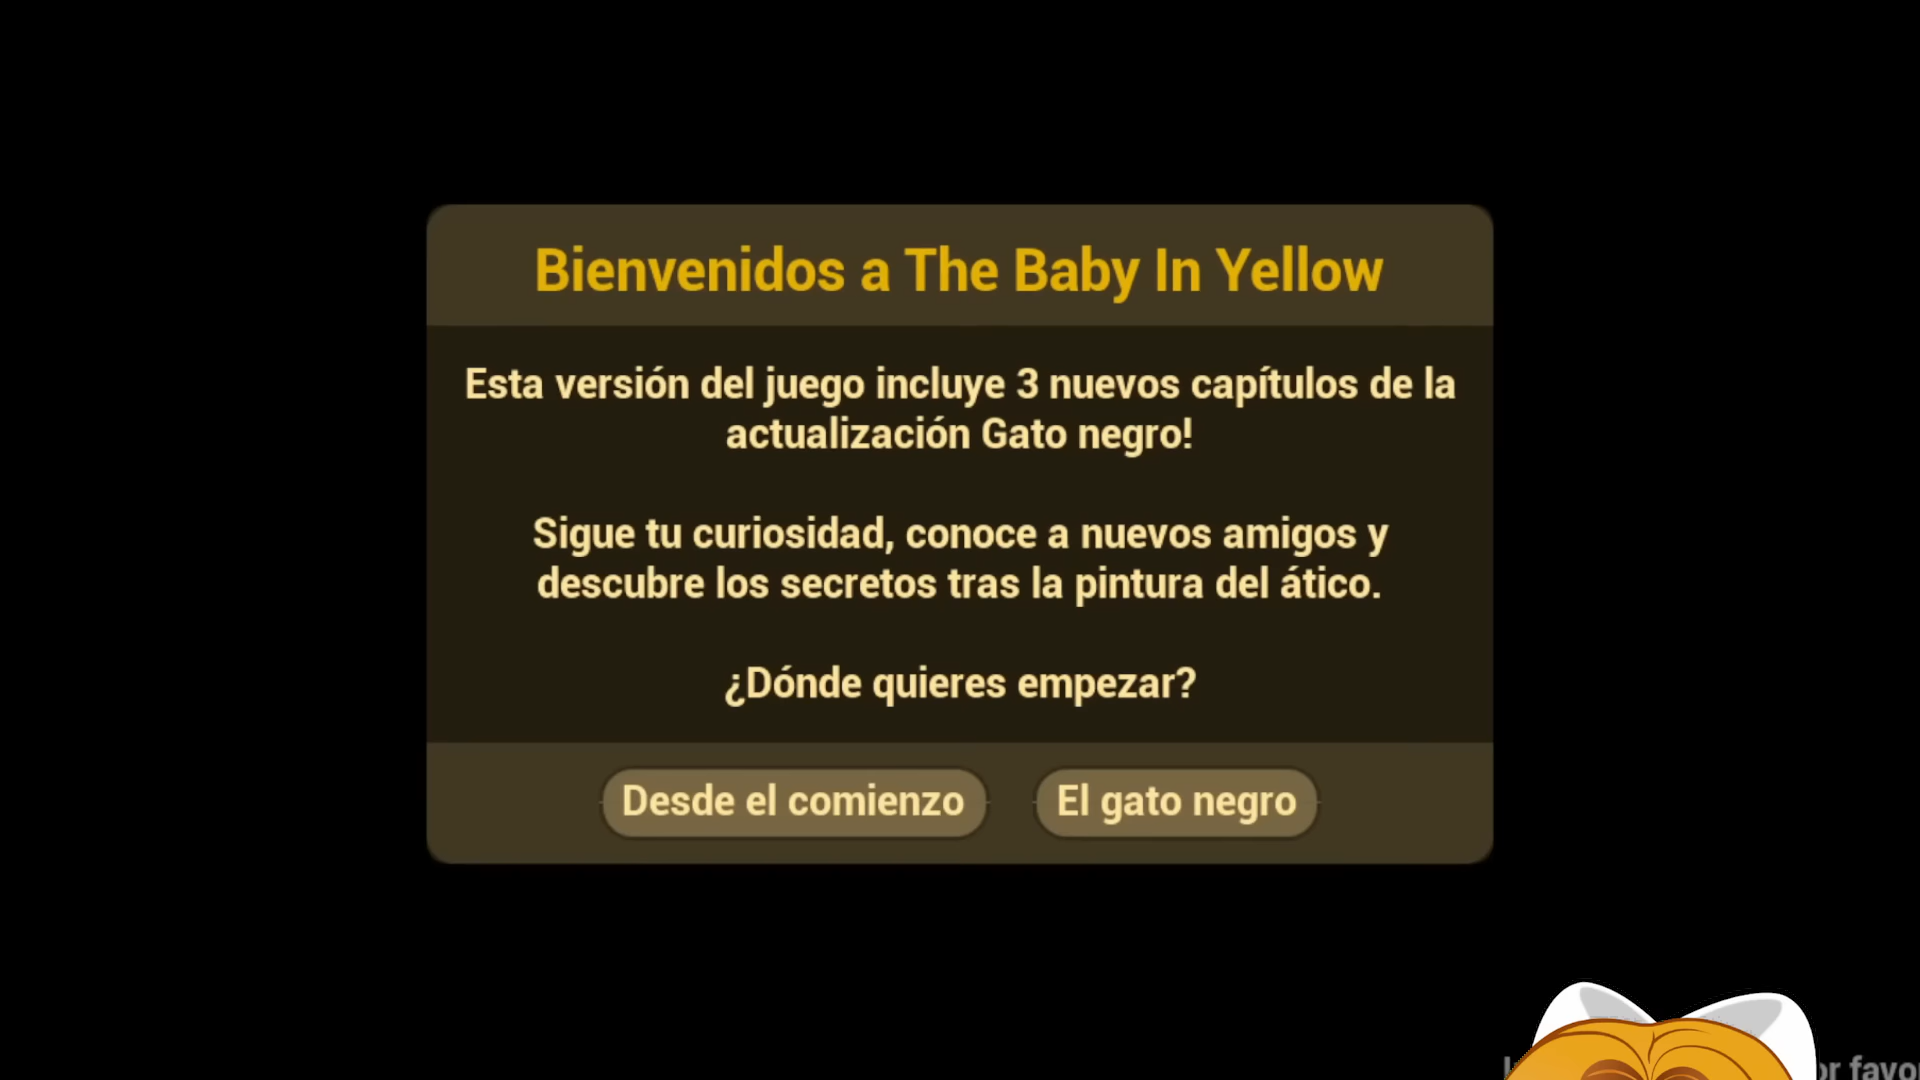 Bienvenidos a The Baby In Yellow
Esta versión del juego incluye 3 nuevos capítulos de la
actualización Gato negro!
Sigue tu curiosidad, conoce a nuevos amigos y
descubre los secretos tras la pintura del ático.
¿Dónde quieres empezar?
Desde el comienzo
El gato negro